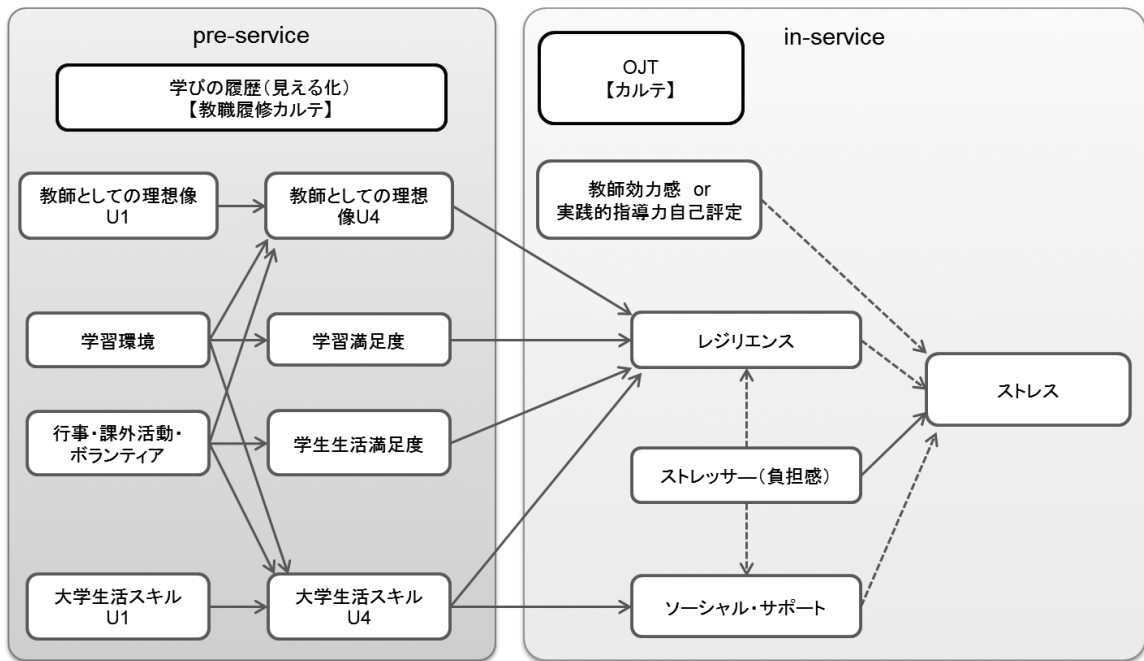 pre-service
学びの履歴(見える化)
【教職履修カルテ】
教師としての理想像
U1
教師としての理想
像U4
学習環境
学習満足度
行事・課外活動・
ボランティア
学生生活満足度
大学生活スキル
U1
大学生活スキル
U4
in-service
OJT
【カルテ】
教師効力感 or
実践的指導力自己評定
レジリエンス
ストレス
ストレッサ―(負担感)
ソーシャル・サポート